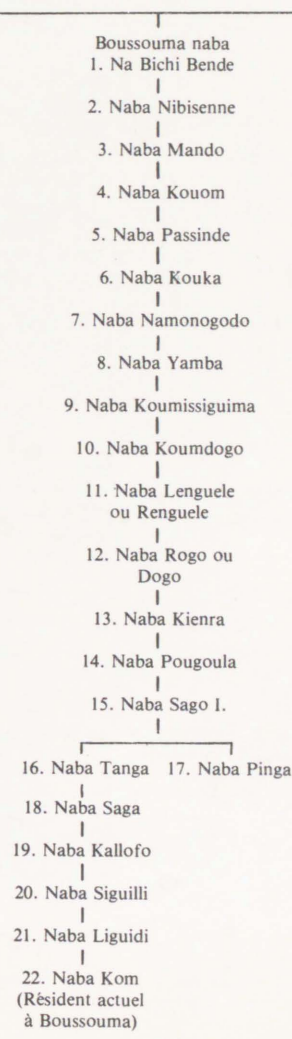 Boussouma naba
1. Na Bichi Bende
2. Naba Nibisenne
3. Naba Mando
4. Naba Kouom
5. Naba Passinde
6. Naba Kouka
7. Naba Namonogodo
8. Naba Yamba
9. Naba Koumissiguima
10. Naba Koumdogo
11. Naba Lenguele
ou Renguele
12. Naba Rogo ou
Dogo
13. Naba Kienra
14. Naba Pougoula
15. Naba Sago I.
16. Naba Tanga 17. Naba Pinga
18. Naba Saga
19. Naba Kallofo
20. Naba Siguilli
21. Naba Liguidi
22. Naba Kom
(Résident actuel
à Boussouma)